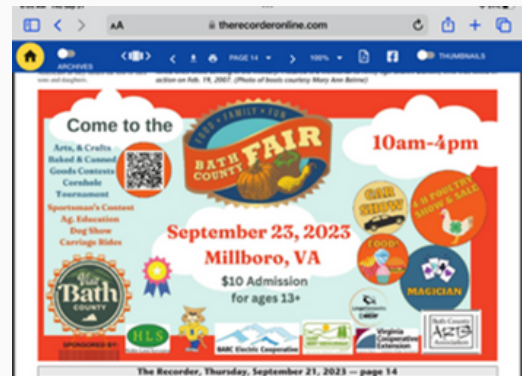 therecorderonline.com
ARCHIVES
PAGE 14
100%
THUMBNAILS
action on Feb. 19, 2007. (Photo of boats courtesy Mary Ann Beirne)
Come to the
FOOD • FAMILY • FUN
BATH COUNTY FAIR
10am-4pm
Arts, & Crafts
Baked & Canned
Goods Contests
Cornhole
Tournament
Sportsman's Contest
Ag. Education
Dog Show
Carriage Rides
CAR SHOW
4 H POULTRY SHOW & SALE
September 23, 2023
Millboro, VA
FOOD
MAGICIAN
$10 Admission
for ages 13+
Visit
Bath
COUNTY
SPONSORED BY:
HLS
BARC Electric Cooperative
Virginia
Cooperative
Extension
Bath County
ARTS
Association
The Recorder, Thursday, September 21, 2023 — page 14